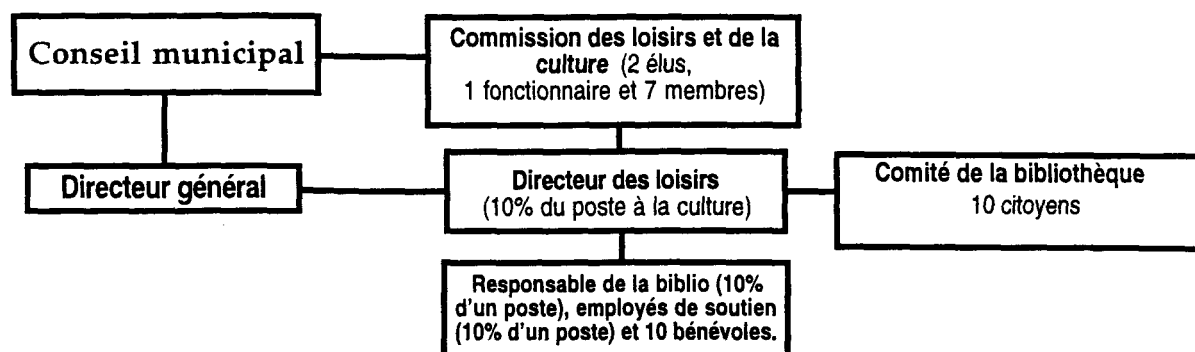 Conseil municipal
Commission des loisirs et de la
culture (2 élus,
1 fonctionnaire et 7 membres)
Directeur général
Directeur des loisirs
(10% du poste à la culture)
Comité de la bibliothèque
10 citoyens
Responsable de la biblio (10%
d'un poste), employés de soutien
(10% d'un poste) et 10 bénévoles.